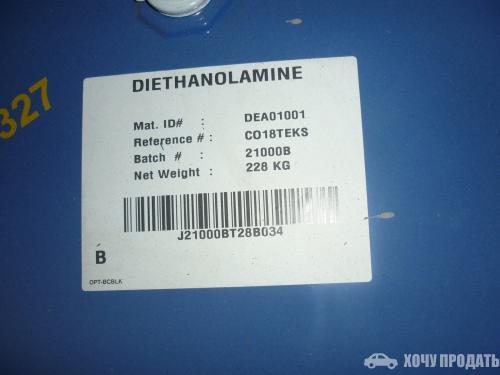 327
DIETHANOLAMINE
Mat. ID# : DEA01001
Reference # : CO18TEKS
Batch # : 21000B
Net Weight : 228 KG
J21000BT28B034
B
OPT-BCBLK
ХОЧУ ПРОДАТЬ